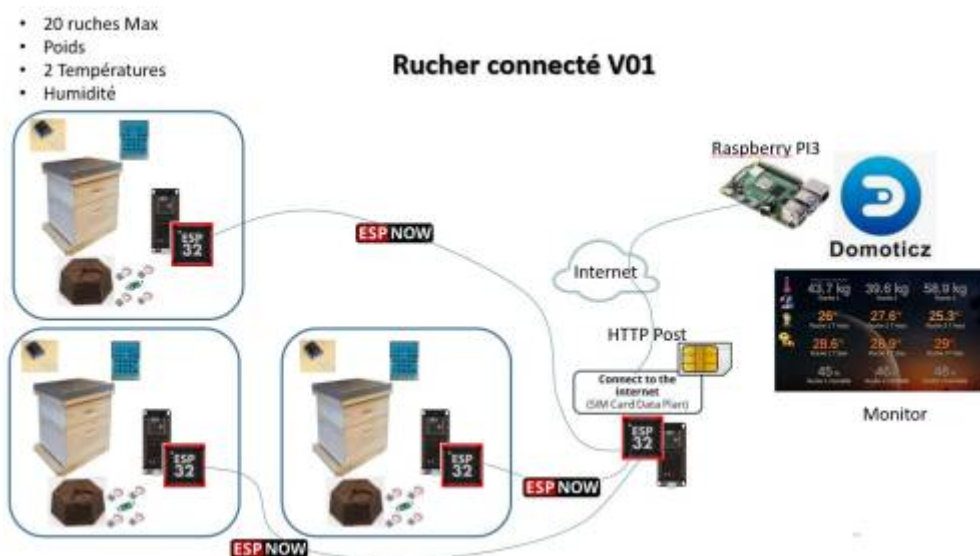 • 20 ruches Max
• Poids
• 2 Températures
• Humidité
Rucher connecté V01
Raspberry PI3
Domoticz
ESP
32
ESP NOW
Internet
HTTP Post
Connect to the
internet
(SIM Card Data Plan)
ESP
32
43,7 kg 39.6 kg 58.9 kg
26° 27.6° 25.3°
28.6° 28.9° 29°
45 46 46
Monitor
ESP
32
ESP
32
ESP NOW
ESP NOW